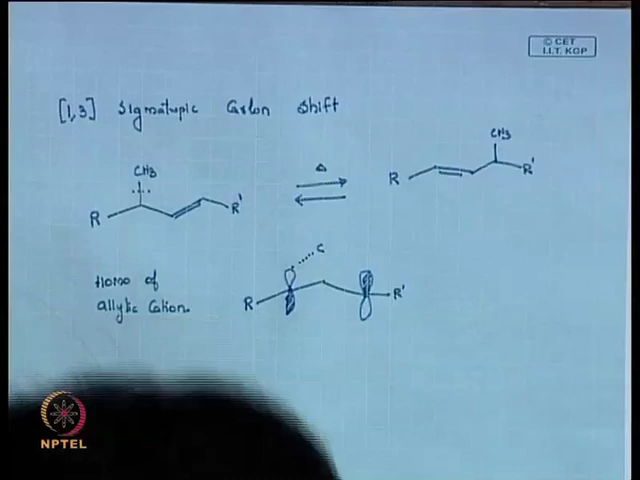 © CET
I.I.T. KGP
[1,3] Sigmatropic Carbon Shift
CH3
R
R'
Δ
CH3
R
R'
Homo of
allylic Cation.
C
R
R'
NPTEL